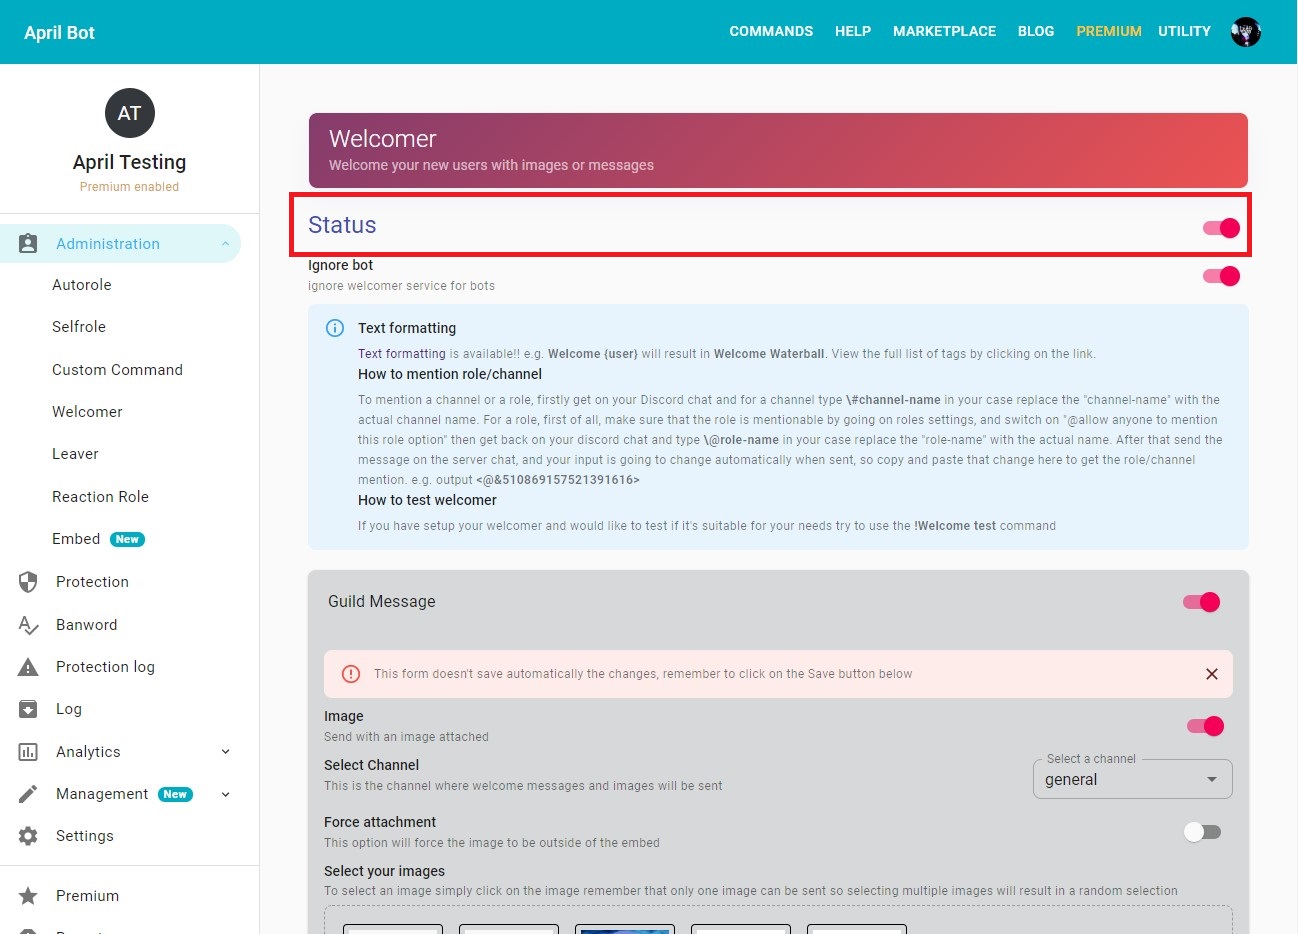 April Bot
COMMANDS HELP MARKETPLACE BLOG PREMIUM UTILITY
AT
April Testing
Premium enabled
Administration
Autorole
Selfrole
Custom Command
Welcomer
Leaver
Reaction Role
Embed New
Protection
Banword
Protection log
Log
Analytics
Management New
Settings
Premium
Welcomer
Welcome your new users with images or messages
Status
Ignore bot
ignore welcomer service for bots
Text formatting
Text formatting is available!! e.g. Welcome {user} will result in Welcome Waterball. View the full list of tags by clicking on the link.
How to mention role/channel
To mention a channel or a role, firstly get on your Discord chat and for a channel type \#channel-name in your case replace the "channel-name" with the
actual channel name. For a role, first of all, make sure that the role is mentionable by going on roles settings, and switch on "@allow anyone to mention
this role option" then get back on your discord chat and type \@role-name in your case replace the "role-name" with the actual name. After that send the
message on the server chat, and your input is going to change automatically when sent, so copy and paste that change here to get the role/channel
mention. e.g. output <@&510869157521391616>
How to test welcomer
If you have setup your welcomer and would like to test if it's suitable for your needs try to use the !Welcome test command
Guild Message
This form doesn't save automatically the changes, remember to click on the Save button below
Image
Send with an image attached
Select Channel
This is the channel where welcome messages and images will be sent
Select a channel
general
Force attachment
This option will force the image to be outside of the embed
Select your images
To select an image simply click on the image remember that only one image can be sent so selecting multiple images will result in a random selection